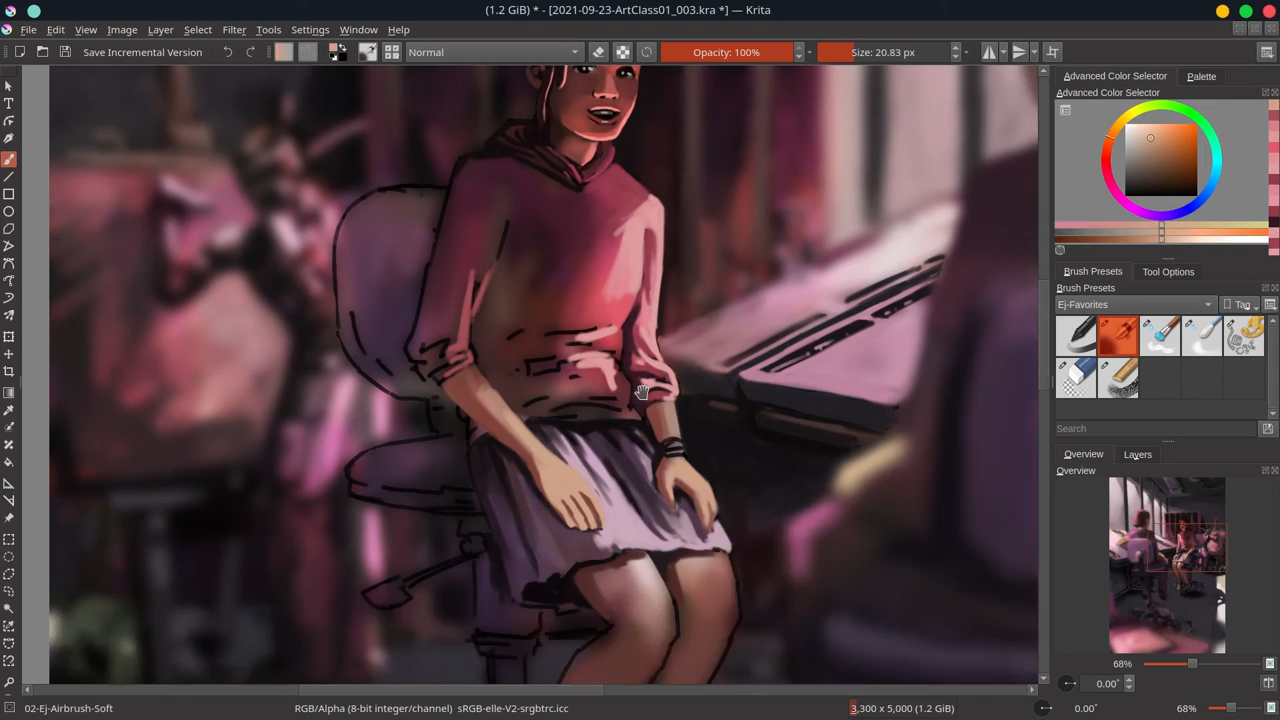 (1.2 GiB) * - [2021-09-23-ArtClass01_003.kra *] — Krita
File Edit View Image Layer Select Filter Tools Settings Window Help
Save Incremental Version Normal Opacity: 100% Size: 20.83 px
Advanced Color Selector Palette
Advanced Color Selector
Brush Presets Tool Options
Brush Presets
Ej-Favorites Tag
Search
Overview Layers
Overview
68%
0.00°
02-Ej-Airbrush-Soft RGB/Alpha (8-bit integer/channel) sRGB-elle-V2-srgbtrc.icc 3,300 x 5,000 (1.2 GiB) 0.00° 68%